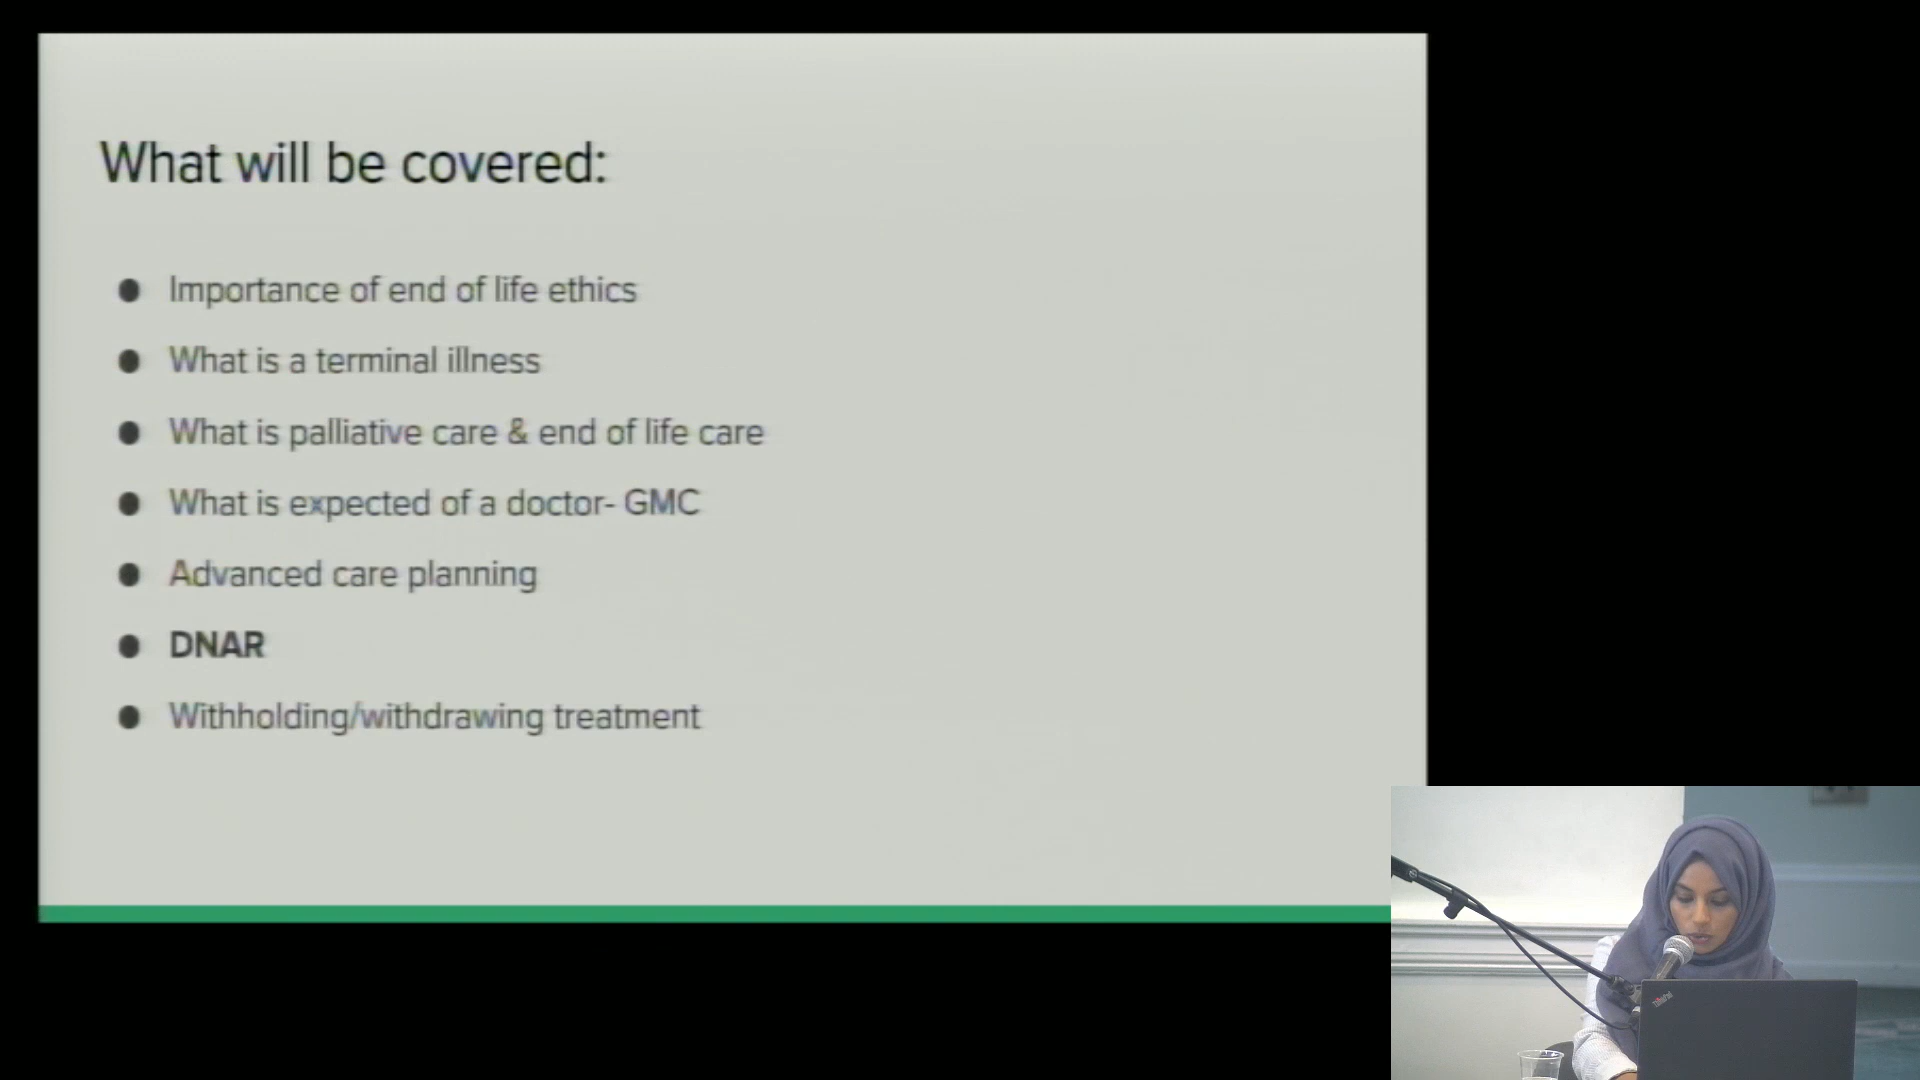 What will be covered:
● Importance of end of life ethics
● What is a terminal illness
● What is palliative care & end of life care
● What is expected of a doctor- GMC
● Advanced care planning
● DNAR
● Withholding/withdrawing treatment
ThinkPad